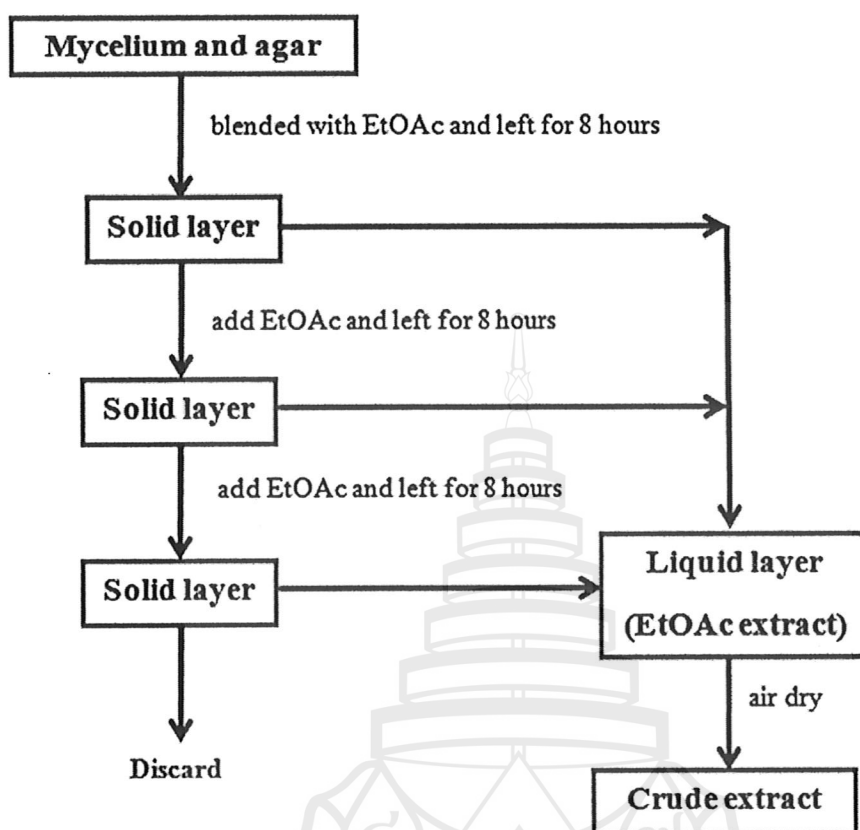 Mycelium and agar
blended with EtOAc and left for 8 hours
Solid layer
add EtOAc and left for 8 hours
Solid layer
add EtOAc and left for 8 hours
Solid layer
Liquid layer
(EtOAc extract)
air dry
Discard
Crude extract